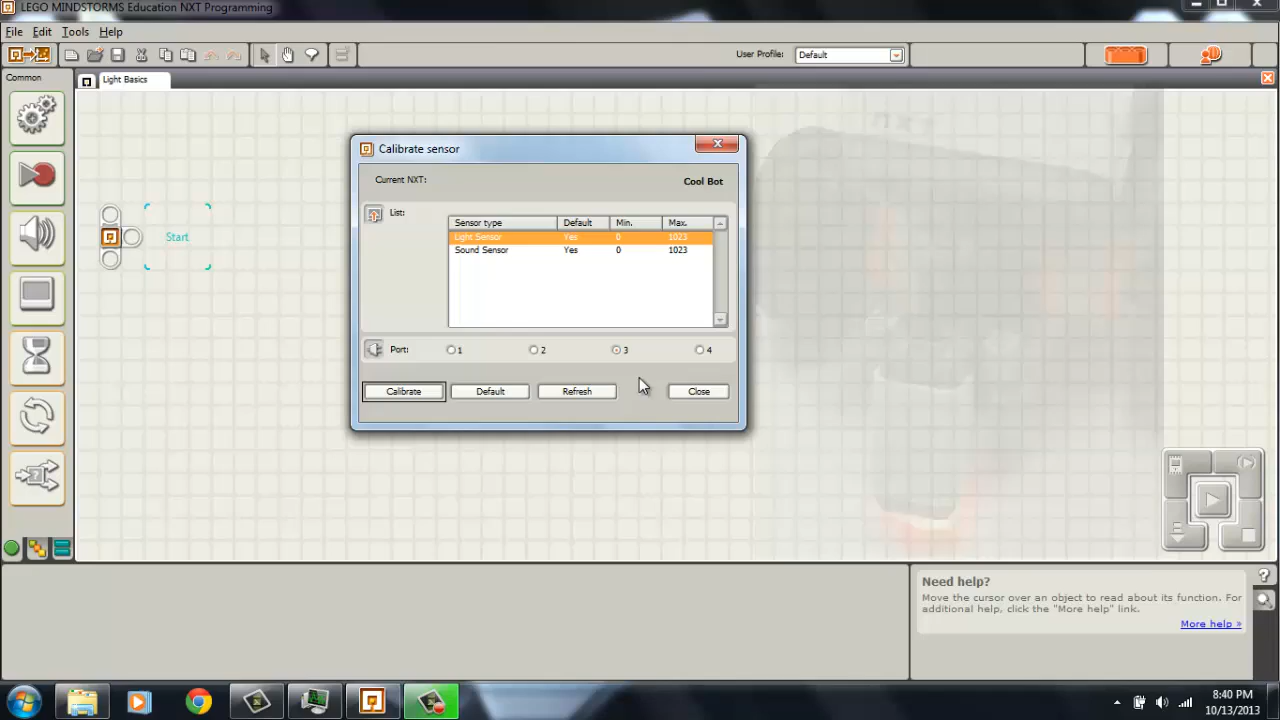 LEGO MINDSTORMS Education NXT Programming
File Edit Tools Help
User Profile: Default
Common
Light Basics
Start
Calibrate sensor
Current NXT: Cool Bot
List:
Sensor type Default Min. Max.
Light Sensor Yes 0 1023
Sound Sensor Yes 0 1023
Port: 1 2 3 4
Calibrate Default Refresh Close
Need help?
Move the cursor over an object to read about its function. For
additional help, click the "More help" link.
More help »
8:40 PM
10/13/2013